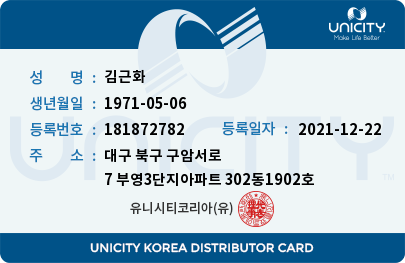 UNICITY
Make Life Better
성 명 : 김근화
생년월일 : 1971-05-06
등록번호 : 181872782 등록일자 : 2021-12-22
주 소 : 대구 북구 구암서로
7 부영3단지아파트 302동1902호
유니시티코리아(유)
UNICITY
TM
UNICITY KOREA DISTRIBUTOR CARD